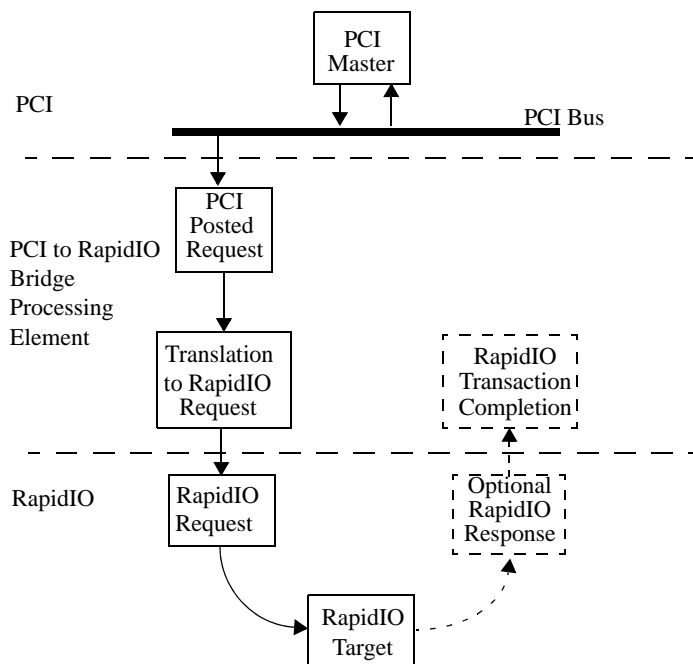 PCI
Master
PCI
PCI Bus
PCI
Posted
Request
PCI to RapidIO
Bridge
Processing
Element
Translation
to RapidIO
Request
RapidIO
Transaction
Completion
RapidIO
RapidIO
Request
Optional
RapidIO
Response
RapidIO
Target